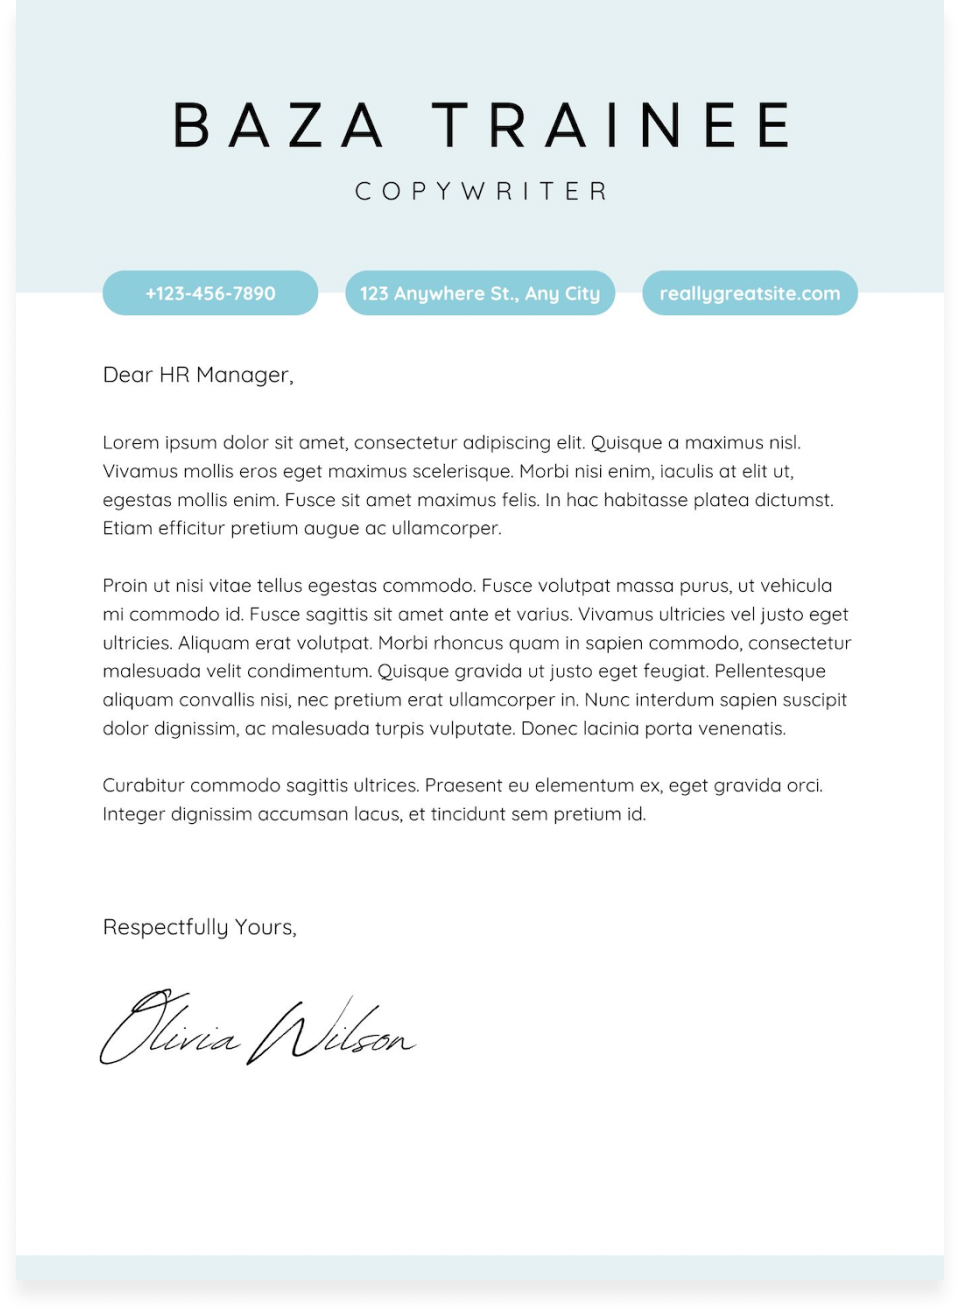 BAZA TRAINEE
COPYWRITER
+123-456-7890
123 Anywhere St., Any City
reallygreatsite.com
Dear HR Manager,
Lorem ipsum dolor sit amet, consectetur adipiscing elit. Quisque a maximus nisl.
Vivamus mollis eros eget maximus scelerisque. Morbi nisi enim, iaculis at elit ut,
egestas mollis enim. Fusce sit amet maximus felis. In hac habitasse platea dictumst.
Etiam efficitur pretium augue ac ullamcorper.
Proin ut nisi vitae tellus egestas commodo. Fusce volutpat massa purus, ut vehicula
mi commodo id. Fusce sagittis sit amet ante et varius. Vivamus ultricies vel justo eget
ultricies. Aliquam erat volutpat. Morbi rhoncus quam in sapien commodo, consectetur
malesuada velit condimentum. Quisque gravida ut justo eget feugiat. Pellentesque
aliquam convallis nisi, nec pretium erat ullamcorper in. Nunc interdum sapien suscipit
dolor dignissim, ac malesuada turpis vulputate. Donec lacinia porta venenatis.
Curabitur commodo sagittis ultrices. Praesent eu elementum ex, eget gravida orci.
Integer dignissim accumsan lacus, et tincidunt sem pretium id.
Respectfully Yours,
Olivia Wilson